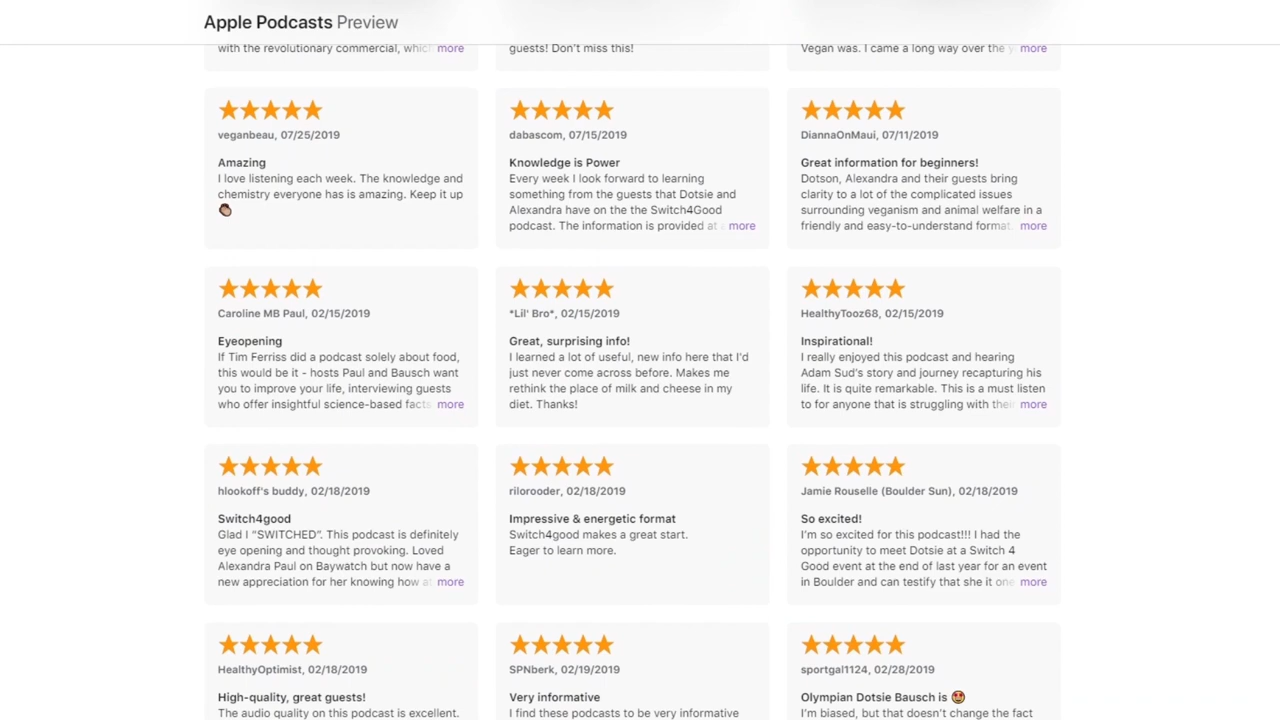 Apple Podcasts Preview
with the revolutionary commercial, which more
guests! Don't miss this!
Vegan was. I came a long way over the more
veganbeau, 07/25/2019
Amazing
I love listening each week. The knowledge and
chemistry everyone has is amazing. Keep it up
dabascom, 07/15/2019
Knowledge is Power
Every week I look forward to learning
something from the guests that Dotsie and
Alexandra have on the the Switch4Good
podcast. The information is provided at more
DiannaOnMaui, 07/11/2019
Great information for beginners!
Dotson, Alexandra and their guests bring
clarity to a lot of the complicated issues
surrounding veganism and animal welfare in a
friendly and easy-to-understand format. more
Caroline MB Paul, 02/15/2019
Eyeopening
If Tim Ferriss did a podcast solely about food,
this would be it - hosts Paul and Bausch want
you to improve your life, interviewing guests
who offer insightful science-based facts more
*Lil' Bro*, 02/15/2019
Great, surprising info!
I learned a lot of useful, new info here that I'd
just never come across before. Makes me
rethink the place of milk and cheese in my
diet. Thanks!
HealthyTooz68, 02/15/2019
Inspirational!
I really enjoyed this podcast and hearing
Adam Sud's story and journey recapturing his
life. It is quite remarkable. This is a must listen
to for anyone that is struggling with their more
hlookoff's buddy, 02/18/2019
Switch4good
Glad I “SWITCHED”. This podcast is definitely
eye opening and thought provoking. Loved
Alexandra Paul on Baywatch but now have a
new appreciation for her knowing how more
rilorooder, 02/18/2019
Impressive & energetic format
Switch4good makes a great start.
Eager to learn more.
Jamie Rouselle (Boulder Sun), 02/18/2019
So excited!
I'm so excited for this podcast!!! I had the
opportunity to meet Dotsie at a Switch 4
Good event at the end of last year for an event
in Boulder and can testify that she it one more
HealthyOptimist, 02/18/2019
High-quality, great guests!
The audio quality on this podcast is excellent.
SPNberk, 02/19/2019
Very informative
I find these podcasts to be very informative
sportgal1124, 02/28/2019
Olympian Dotsie Bausch is 😍
I'm biased, but that doesn't change the fact